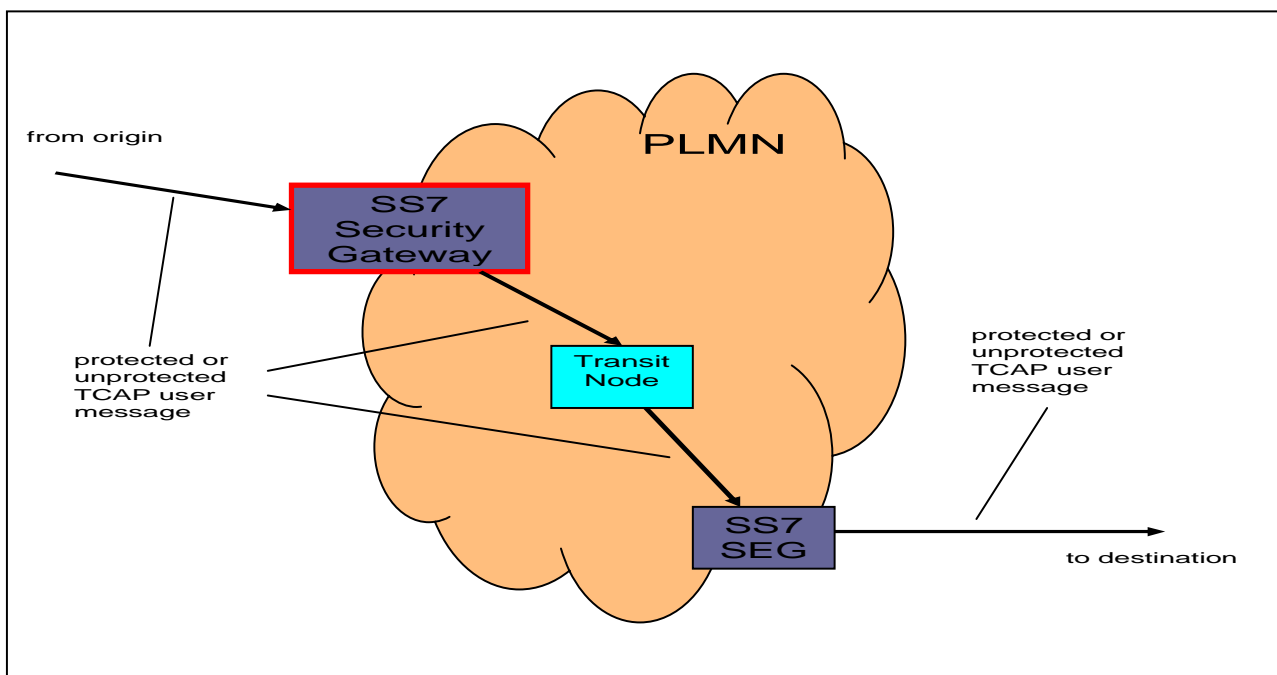 PLMN
from origin
SS7
Security
Gateway
protected or
unprotected
TCAP user
message
Transit
Node
protected or
unprotected
TCAP user
message
SS7
SEG
to destination